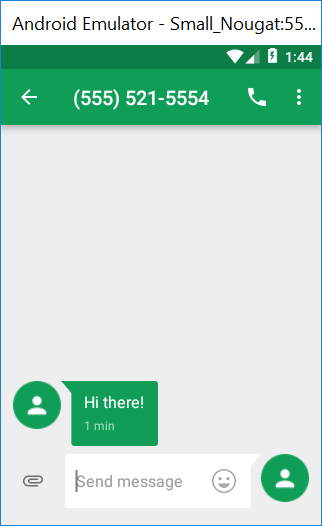 Android Emulator - Small_Nougat:55...
1:44
(555) 521-5554
Hi there!
1 min
Send message